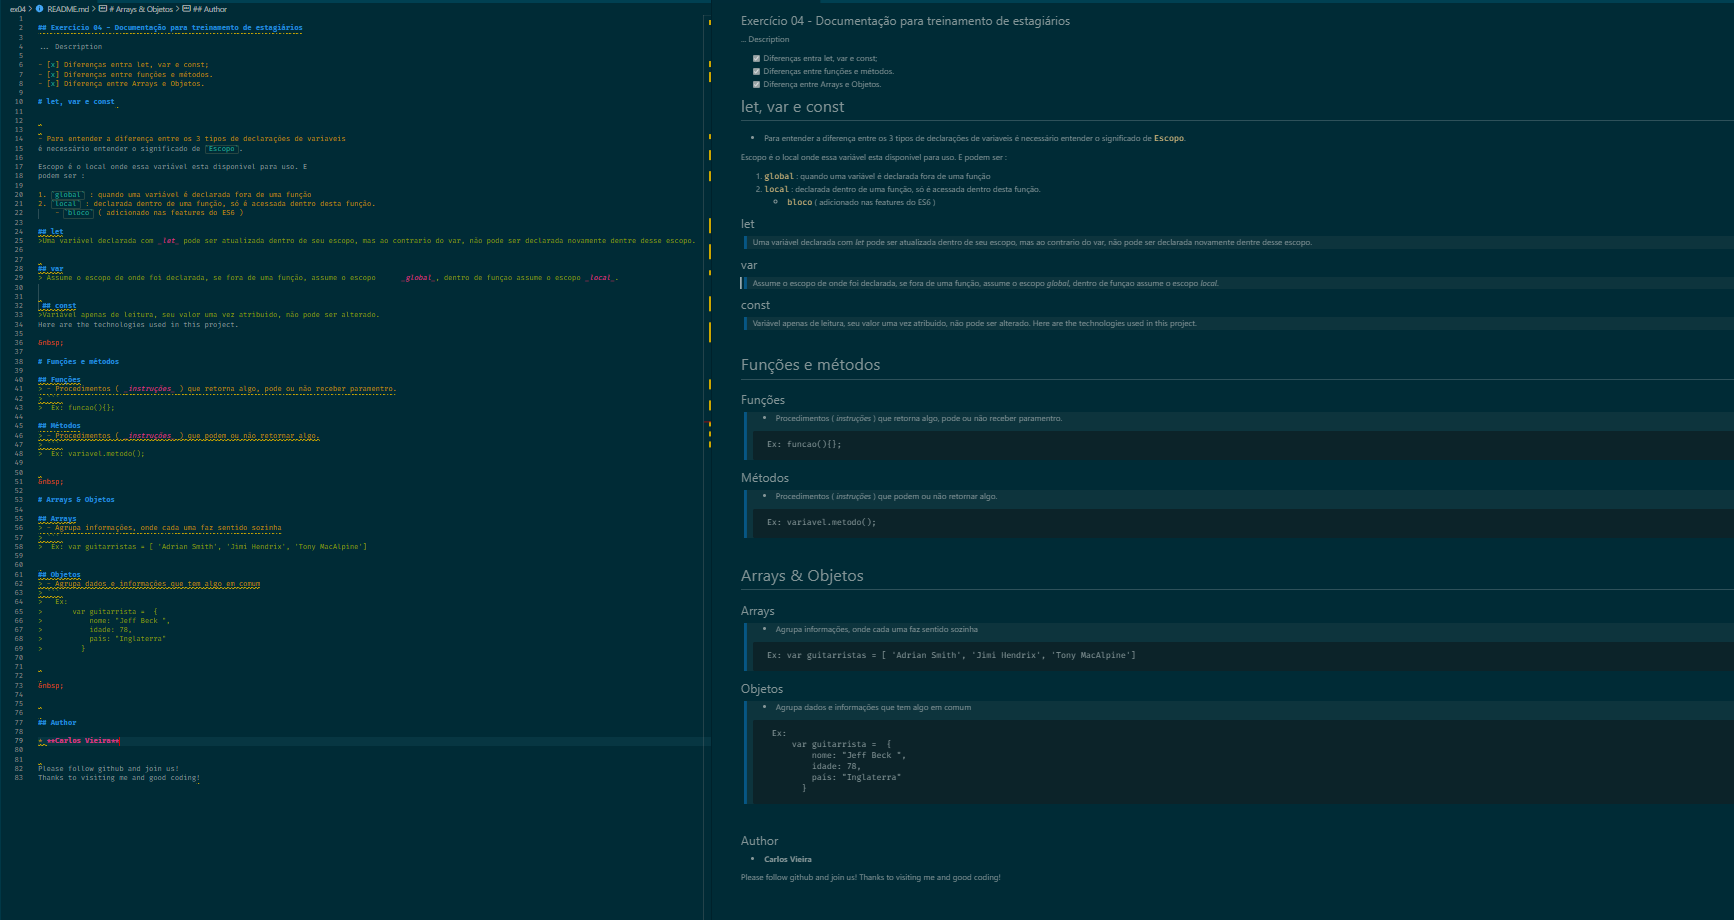 ex04 > README.md > # Arrays & Objetos > ## Author
1
2 ## Exercício 04 - Documentação para treinamento de estagiários
3
4 ... Description
5
6 - [x] Diferenças entra let, var e const;
7 - [x] Diferenças entre funções e métodos.
8 - [x] Diferença entre Arrays e Objetos.
9
10 # let, var e const
11
12
13
14 - Para entender a diferença entre os 3 tipos de declarações de variaveis
15 é necessário entender o significado de `Escopo`.
16
17 Escopo é o local onde essa variável esta disponivel para uso. E
18 podem ser :
19
20 1. `global` : quando uma variável é declarada fora de uma função
21 2. `local` : declarada dentro de uma função, só é acessada dentro desta função.
22 - `bloco` ( adicionado nas features do ES6 )
23
24 ## let
25 >Uma variável declarada com _let_ pode ser atualizada dentro de seu escopo, mas ao contrario do var, não pode ser declarada novamente dentre desse escopo.
26
27
28 ## var
29 > Assume o escopo de onde foi declarada, se fora de uma função, assume o escopo _global_, dentro de funçao assume o escopo _local_.
30
31
32 ## const
33 >Variável apenas de leitura, seu valor uma vez atribuido, não pode ser alterado.
34 Here are the technologies used in this project.
35
36 &nbsp;
37
38 # Funções e métodos
39
40 ## Funções
41 > - Procedimentos ( _instruções_ ) que retorna algo, pode ou não receber paramentro.
42 >
43 > Ex: funcao(){};
44
45 ## Métodos
46 > - Procedimentos ( _instruções_ ) que podem ou não retornar algo.
47 >
48 > Ex: variavel.metodo();
49
50
51 &nbsp;
52
53 # Arrays & Objetos
54
55 ## Arrays
56 > - Agrupa informações, onde cada uma faz sentido sozinha
57 >
58 > Ex: var guitarristas = [ 'Adrian Smith', 'Jimi Hendrix', 'Tony MacAlpine']
59
60
61 ## Objetos
62 > - Agrupa dados e informações que tem algo em comum
63 >
64 > Ex:
65 > var guitarrista = {
66 > nome: "Jeff Beck ",
67 > idade: 78,
68 > pais: "Inglaterra"
69 > }
70
71
72
73 &nbsp;
74
75
76
77 ## Author
78
79 * **Carlos Vieira**
80
81
82 Please follow github and join us!
83 Thanks to visiting me and good coding!
Exercício 04 - Documentação para treinamento de estagiários
... Description
Diferenças entra let, var e const;
Diferenças entre funções e métodos.
Diferença entre Arrays e Objetos.
let, var e const
• Para entender a diferença entre os 3 tipos de declarações de variaveis é necessário entender o significado de Escopo.
Escopo é o local onde essa variável esta disponivel para uso. E podem ser :
1. global : quando uma variável é declarada fora de uma função
2. local : declarada dentro de uma função, só é acessada dentro desta função.
bloco ( adicionado nas features do ES6 )
let
Uma variável declarada com let pode ser atualizada dentro de seu escopo, mas ao contrario do var, não pode ser declarada novamente dentre desse escopo.
var
Assume o escopo de onde foi declarada, se fora de uma função, assume o escopo global, dentro de funçao assume o escopo local.
const
Variável apenas de leitura, seu valor uma vez atribuido, não pode ser alterado. Here are the technologies used in this project.
Funções e métodos
Funções
• Procedimentos ( instruções ) que retorna algo, pode ou não receber paramentro.
Ex: funcao(){};
Métodos
• Procedimentos ( instruções ) que podem ou não retornar algo.
Ex: variavel.metodo();
Arrays & Objetos
Arrays
• Agrupa informações, onde cada uma faz sentido sozinha
Ex: var guitarristas = [ 'Adrian Smith', 'Jimi Hendrix', 'Tony MacAlpine']
Objetos
• Agrupa dados e informações que tem algo em comum
Ex:
var guitarrista = {
nome: "Jeff Beck ",
idade: 78,
pais: "Inglaterra"
}
Author
• Carlos Vieira
Please follow github and join us! Thanks to visiting me and good coding!